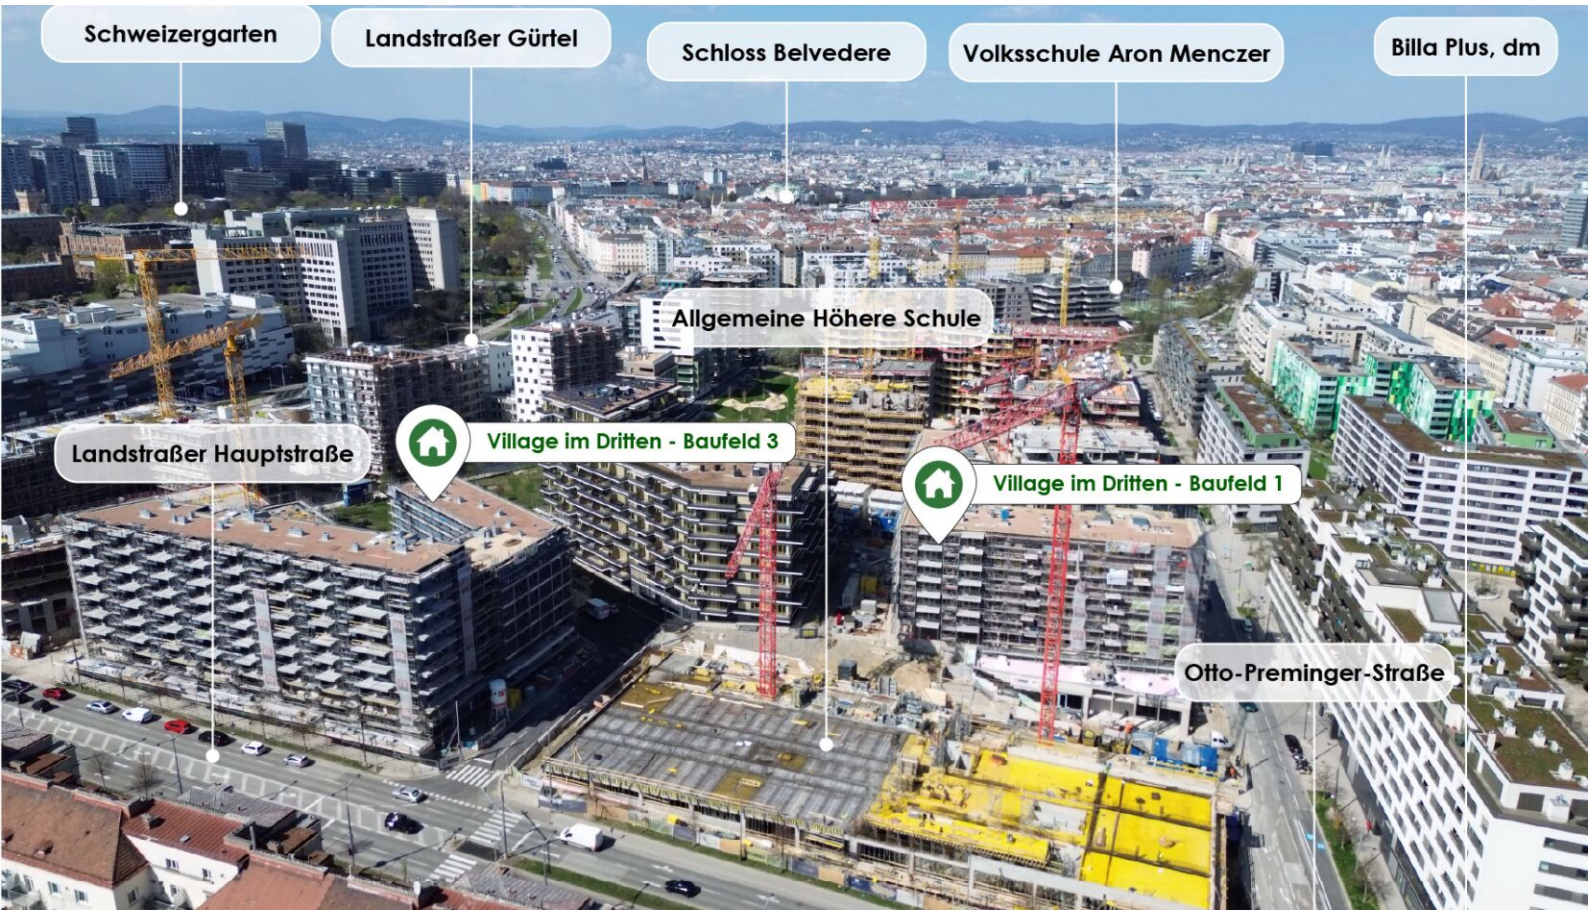 Schweizergarten
Landstraßer Gürtel
Schloss Belvedere
Volksschule Aron Menczer
Billa Plus, dm
Allgemeine Höhere Schule
Landstraßer Hauptstraße
Village im Dritten - Baufeld 3
Village im Dritten - Baufeld 1
Otto-Preminger-Straße